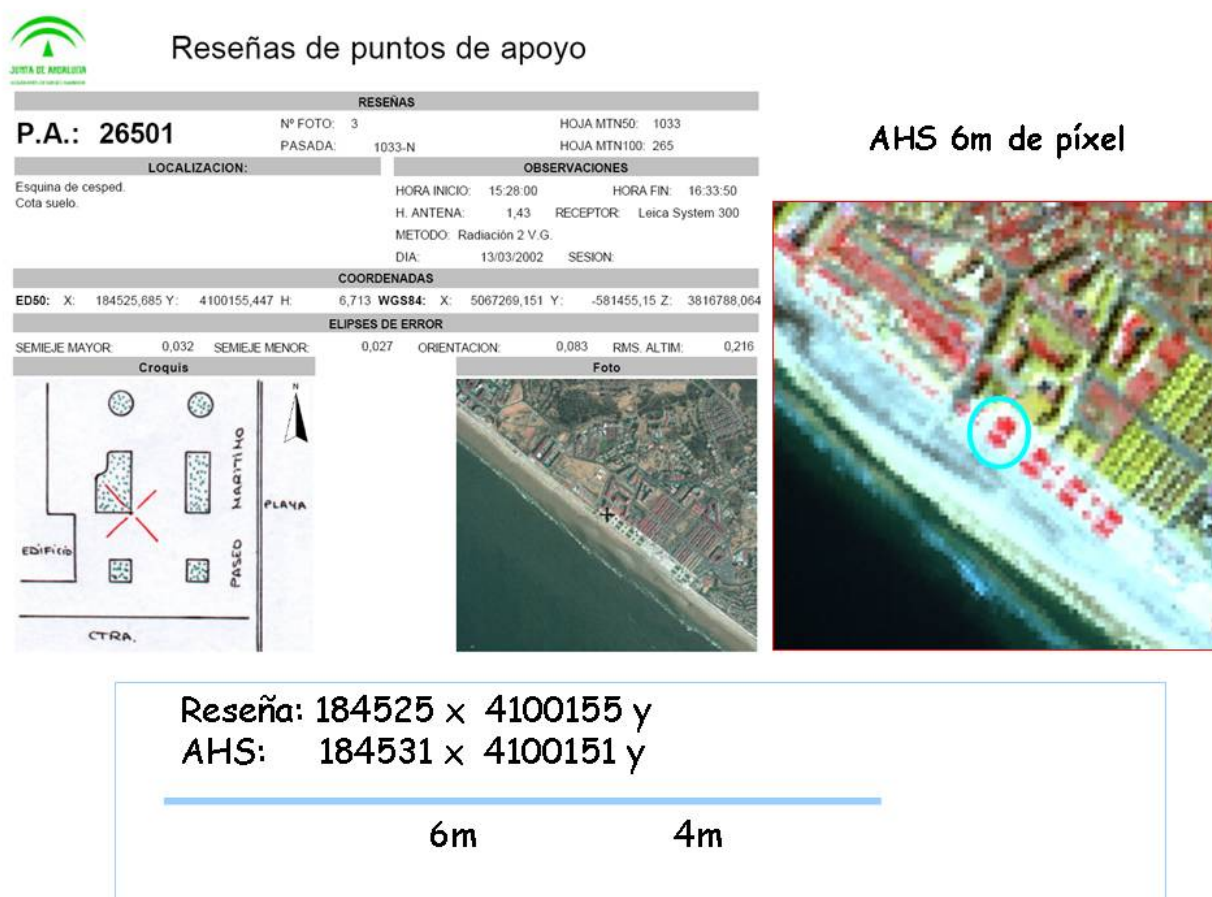 JUNTA DE ANDALUCIA
Reseñas de puntos de apoyo
RESEÑAS
P.A.: 26501
Nº FOTO: 3
HOJA MTN50: 1033
PASADA: 1033-N
HOJA MTN100: 265
LOCALIZACION:
Esquina de cesped.
Cota suelo.
OBSERVACIONES
HORA INICIO: 15:28:00 HORA FIN: 16:33:50
H. ANTENA: 1,43 RECEPTOR: Leica System 300
METODO: Radiación 2 V.G.
DIA: 13/03/2002 SESION:
COORDENADAS
ED50: X: 184525,685 Y: 4100155,447 H: 6,713 WGS84: X: 5067269,151 Y: -581455,15 Z: 3816788,064
ELIPSES DE ERROR
SEMIEJE MAYOR: 0,032 SEMIEJE MENOR: 0,027 ORIENTACION: 0,083 RMS. ALTIM: 0,216
Croquis
N
PASEO MARITIMO
PLAYA
EDIFICIO
CTRA.
Foto
AHS 6m de píxel
Reseña: 184525 x 4100155 y
AHS: 184531 x 4100151 y
6m 4m